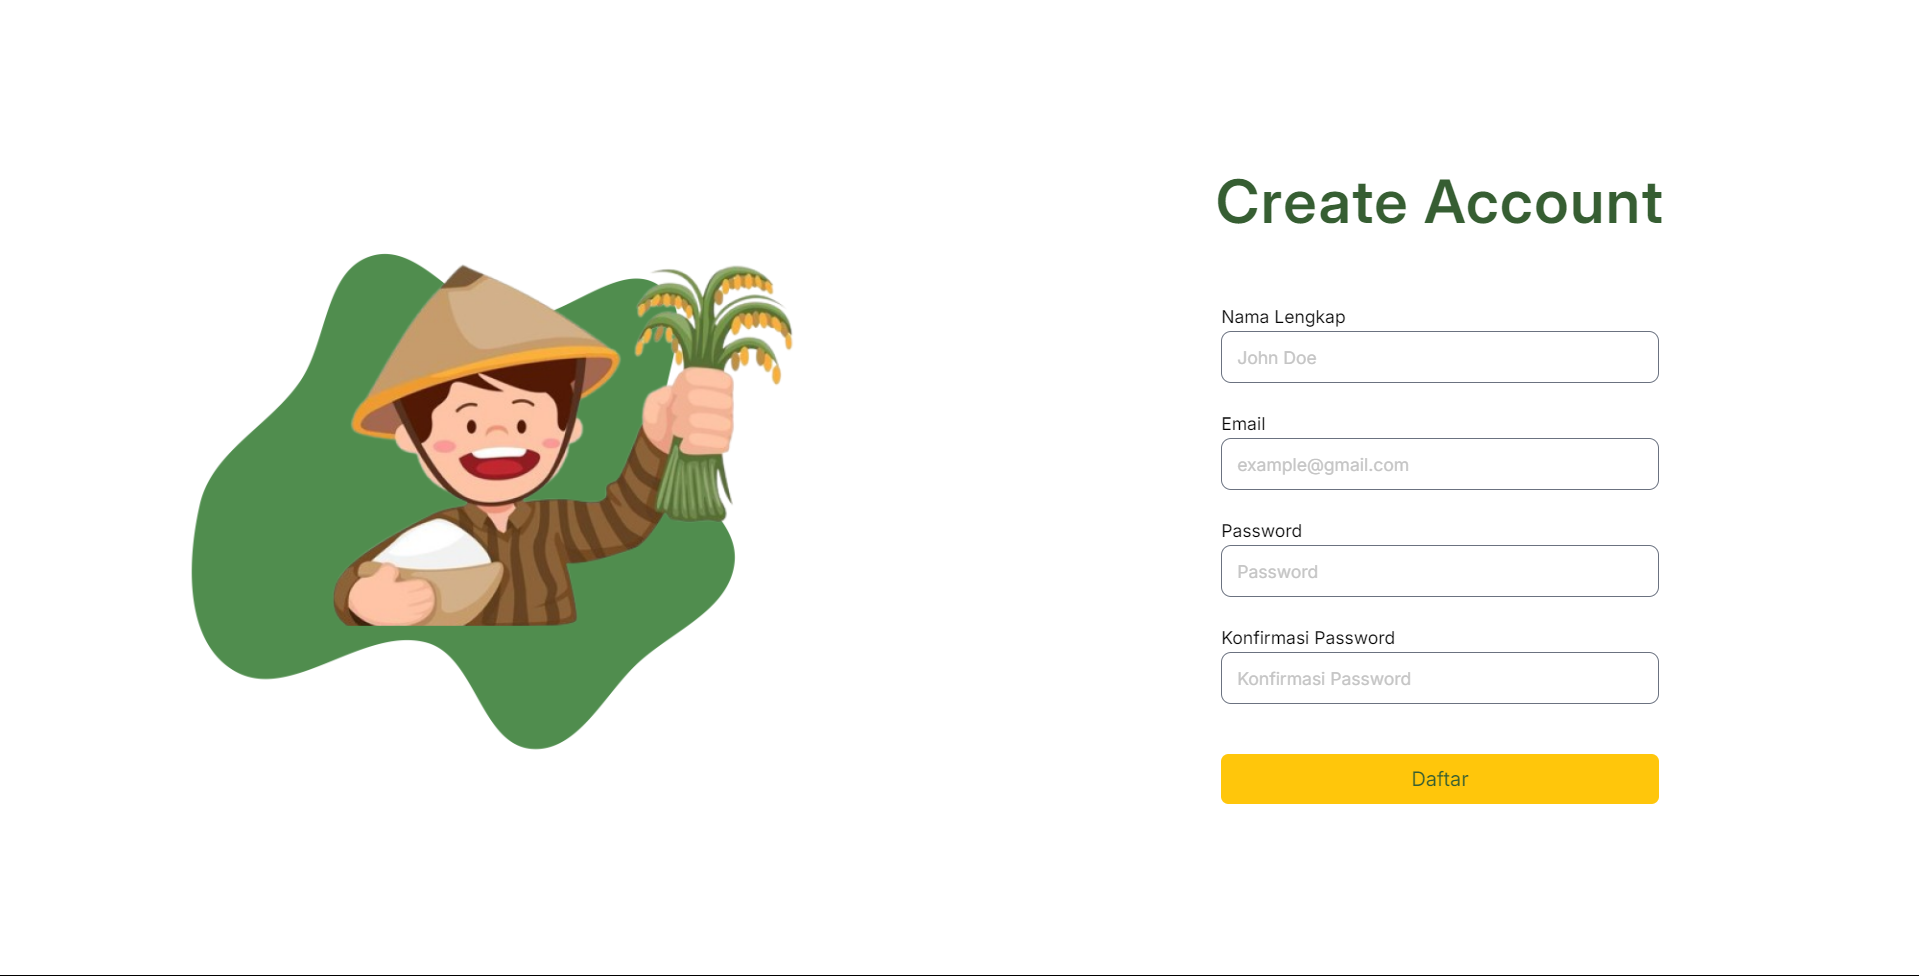 Create Account
Nama Lengkap
John Doe
Email
example@gmail.com
Password
Password
Konfirmasi Password
Konfirmasi Password
Daftar